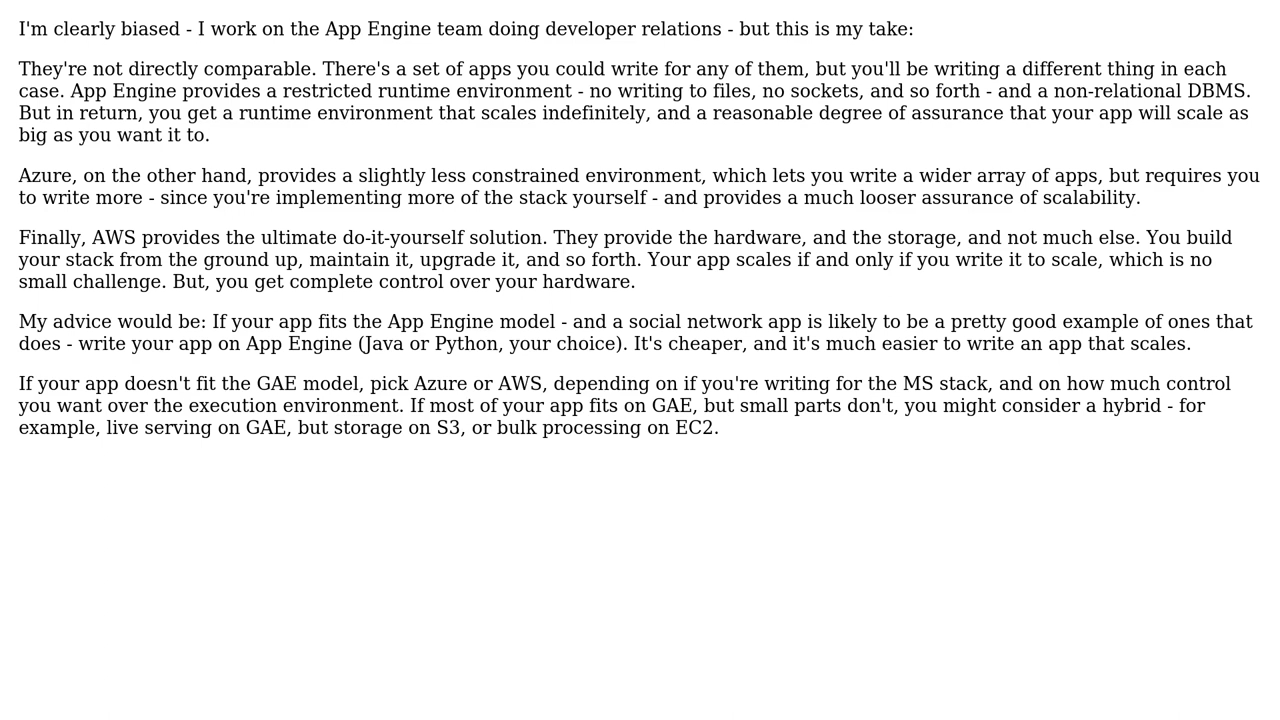 I'm clearly biased - I work on the App Engine team doing developer relations - but this is my take:
They're not directly comparable. There's a set of apps you could write for any of them, but you'll be writing a different thing in each
case. App Engine provides a restricted runtime environment - no writing to files, no sockets, and so forth - and a non-relational DBMS.
But in return, you get a runtime environment that scales indefinitely, and a reasonable degree of assurance that your app will scale as
big as you want it to.
Azure, on the other hand, provides a slightly less constrained environment, which lets you write a wider array of apps, but requires you
to write more - since you're implementing more of the stack yourself - and provides a much looser assurance of scalability.
Finally, AWS provides the ultimate do-it-yourself solution. They provide the hardware, and the storage, and not much else. You build
your stack from the ground up, maintain it, upgrade it, and so forth. Your app scales if and only if you write it to scale, which is no
small challenge. But, you get complete control over your hardware.
My advice would be: If your app fits the App Engine model - and a social network app is likely to be a pretty good example of ones that
does - write your app on App Engine (Java or Python, your choice). It's cheaper, and it's much easier to write an app that scales.
If your app doesn't fit the GAE model, pick Azure or AWS, depending on if you're writing for the MS stack, and on how much control
you want over the execution environment. If most of your app fits on GAE, but small parts don't, you might consider a hybrid - for
example, live serving on GAE, but storage on S3, or bulk processing on EC2.